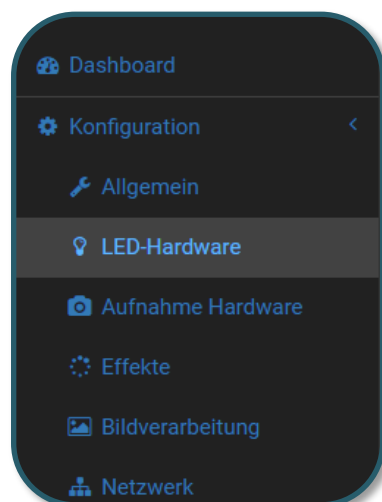 Dashboard
Konfiguration
Allgemein
LED-Hardware
Aufnahme Hardware
Effekte
Bildverarbeitung
Netzwerk